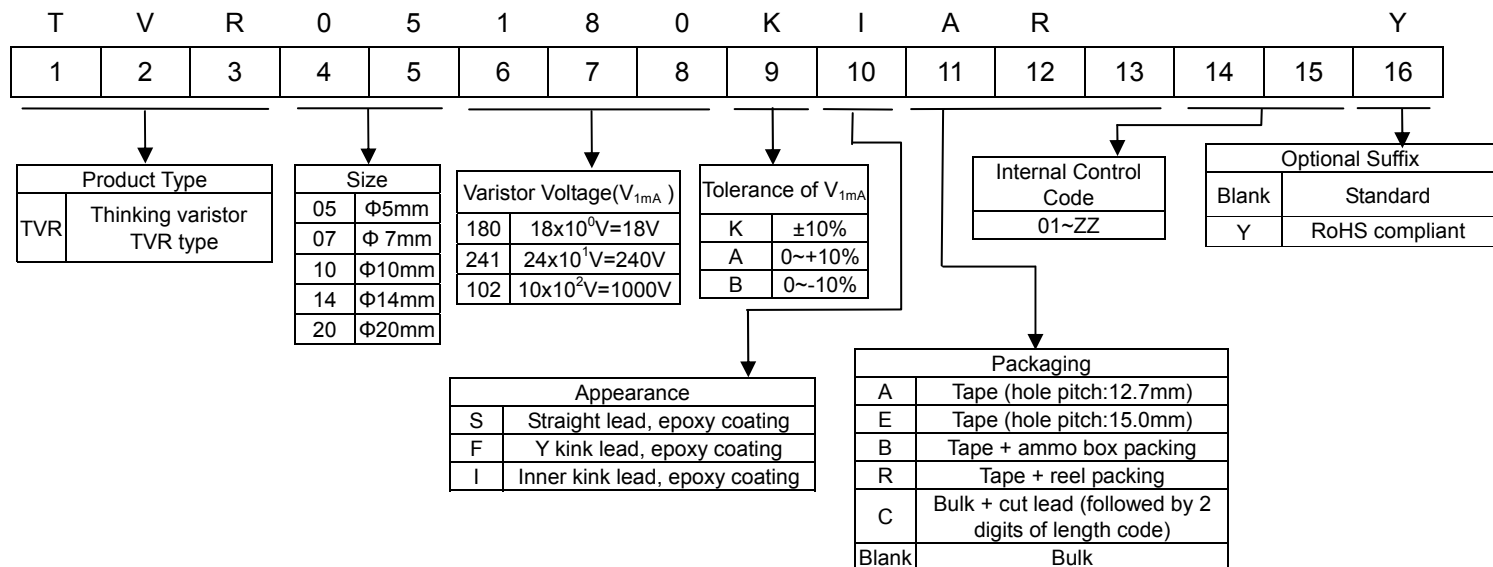 T V R 0 5 1 8 0 K I A R Y
1 2 3 4 5 6 7 8 9 10 11 12 13 14 15 16
Product Type
TVR Thinking varistor
TVR type
Size
05 Φ5mm
07 Φ 7mm
10 Φ10mm
14 Φ14mm
20 Φ20mm
Varistor Voltage(V1mA )
180 18x10⁰V=18V
241 24x10¹V=240V
102 10x10²V=1000V
Tolerance of V1mA
K ±10%
A 0~+10%
B 0~-10%
Internal Control
Code
01~ZZ
Optional Suffix
Blank Standard
Y RoHS compliant
Appearance
S Straight lead, epoxy coating
F Y kink lead, epoxy coating
I Inner kink lead, epoxy coating
Packaging
A Tape (hole pitch:12.7mm)
E Tape (hole pitch:15.0mm)
B Tape + ammo box packing
R Tape + reel packing
C Bulk + cut lead (followed by 2
digits of length code)
Blank Bulk